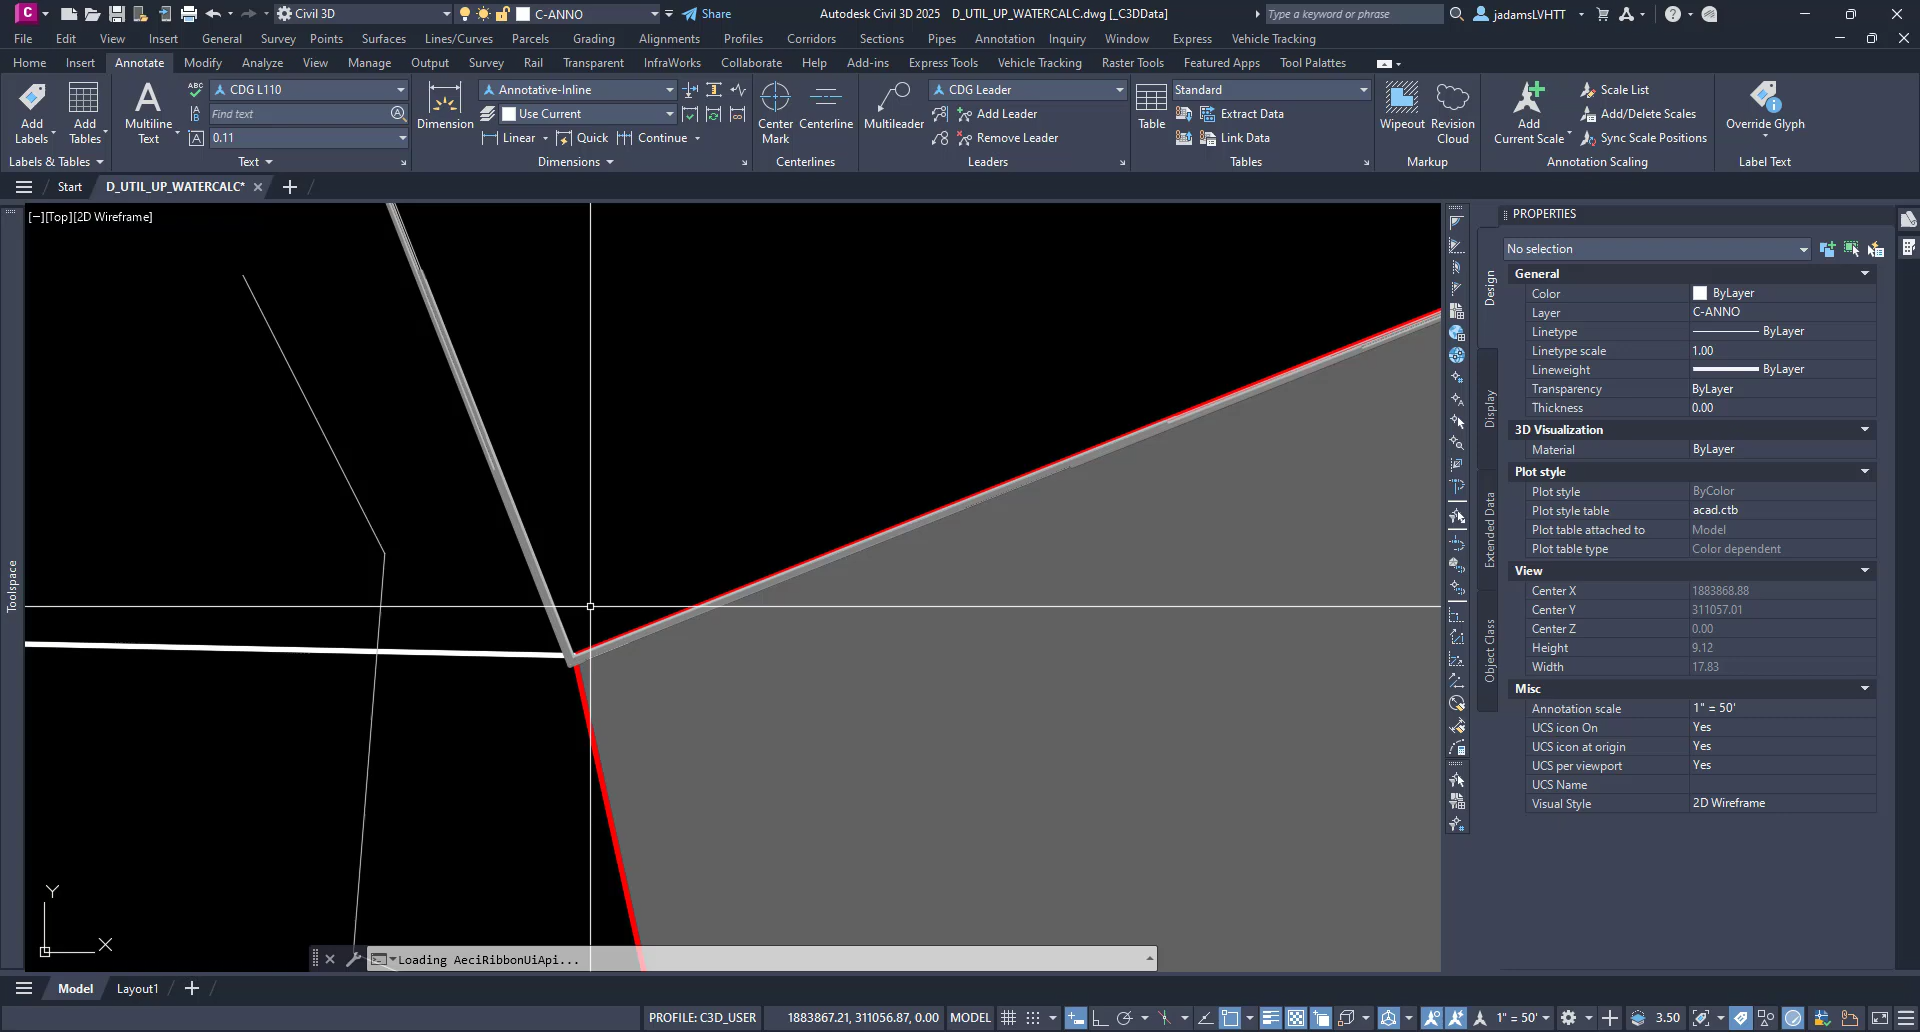 C Civil 3D C-ANNO Share Autodesk Civil 3D 2025 D_UTIL_UP_WATERCALC.dwg [_C3DData] Type a keyword or phrase jadamsLVHTT
File Edit View Insert General Survey Points Surfaces Lines/Curves Parcels Grading Alignments Profiles Corridors Sections Pipes Annotation Inquiry Window Express Vehicle Tracking
Home Insert Annotate Modify Analyze View Manage Output Survey Rail Transparent InfraWorks Collaborate Help Add-ins Express Tools Vehicle Tracking Raster Tools Featured Apps Tool Palettes
ABC CDG L110 Annotative-Inline CDG Leader Standard Scale List
Find text Use Current Add Leader Extract Data Add/Delete Scales
Add Labels Add Tables Multiline Text Dimension Center Mark Centerline Multileader Table Wipeout Revision Cloud Add Current Scale Override Glyph
0.11 Linear Quick Continue Remove Leader Link Data Sync Scale Positions
Labels & Tables Text Dimensions Centerlines Leaders Tables Markup Annotation Scaling Label Text
Start D_UTIL_UP_WATERCALC*
[−][Top][2D Wireframe]
Toolspace
Y
X
Loading AeciRibbonUiApi...
PROPERTIES
No selection
Design
Display
Extended Data
Object Class
General
Color ByLayer
Layer C-ANNO
Linetype ByLayer
Linetype scale 1.00
Lineweight ByLayer
Transparency ByLayer
Thickness 0.00
3D Visualization
Material ByLayer
Plot style
Plot style ByColor
Plot style table acad.ctb
Plot table attached to Model
Plot table type Color dependent
View
Center X 1883868.88
Center Y 311057.01
Center Z 0.00
Height 9.12
Width 17.83
Misc
Annotation scale 1" = 50'
UCS icon On Yes
UCS icon at origin Yes
UCS per viewport Yes
UCS Name
Visual Style 2D Wireframe
Model Layout1
PROFILE: C3D_USER 1883867.21, 311056.87, 0.00 MODEL 1" = 50' 3.50